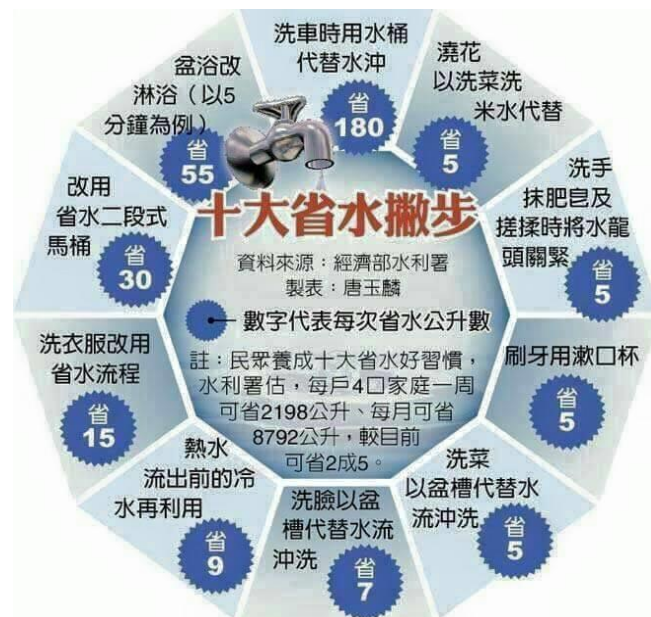 洗車時用水桶
代替水沖
省
180
澆花
以洗菜洗
米水代替
省
5
洗手
抹肥皂及
搓揉時將水龍
頭關緊
省
5
刷牙用漱口杯
省
5
洗菜
以盆槽代替水
流沖洗
省
5
洗臉以盆
槽代替水流
沖洗
省
7
熱水
流出前的冷
水再利用
省
9
洗衣服改用
省水流程
省
15
改用
省水二段式
馬桶
省
30
盆浴改
淋浴（以5
分鐘為例）
省
55
十大省水撇步
資料來源：經濟部水利署
製表：唐玉麟
數字代表每次省水公升數
註：民眾養成十大省水好習慣，
水利署估，每戶4口家庭一周
可省2198公升、每月可省
8792公升，較目前
可省2成5。